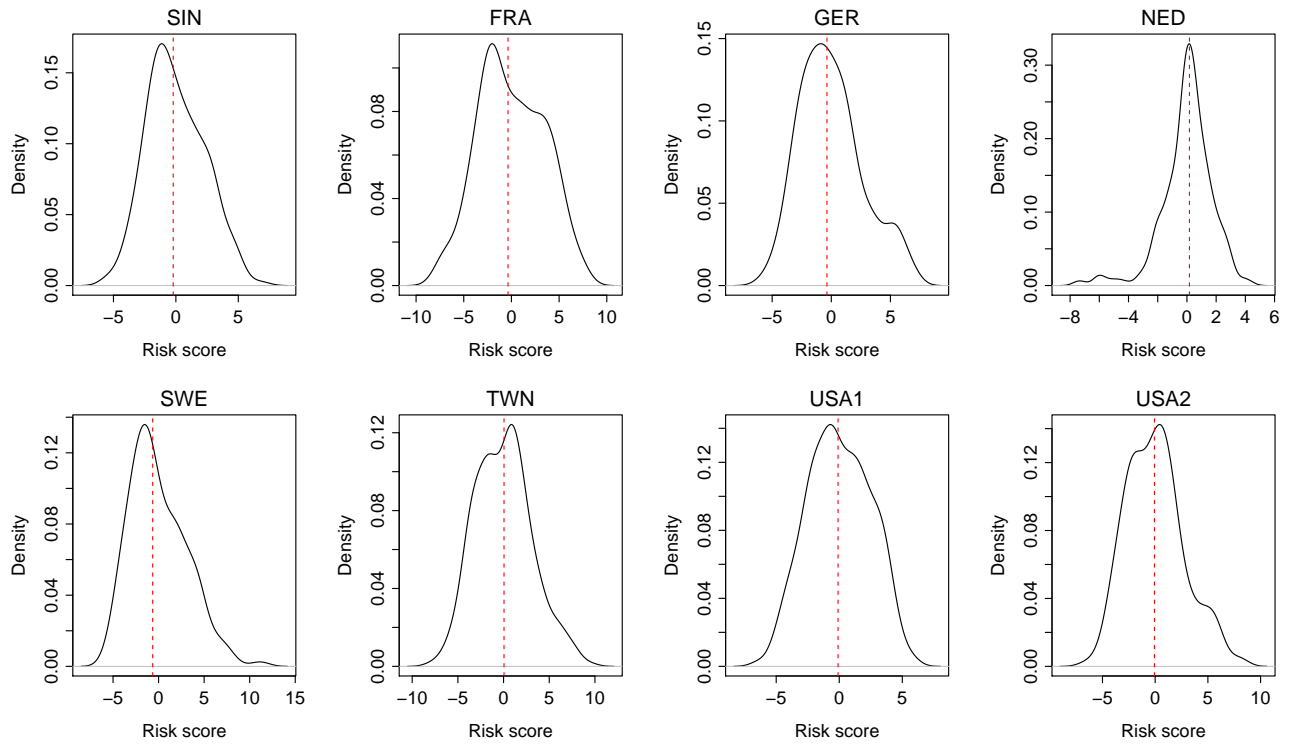 SIN
FRA
GER
NED
Density
0.00 0.05 0.10 0.15
−5 0 5
Risk score
Density
0.00 0.04 0.08
−10 −5 0 5 10
Risk score
Density
0.00 0.05 0.10 0.15
−5 0 5
Risk score
Density
0.00 0.10 0.20 0.30
−8 −4 0 2 4 6
Risk score
SWE
TWN
USA1
USA2
Density
0.00 0.04 0.08 0.12
−5 0 5 10 15
Risk score
Density
0.00 0.04 0.08 0.12
−10 −5 0 5 10
Risk score
Density
0.00 0.04 0.08 0.12
−5 0 5
Risk score
Density
0.00 0.04 0.08 0.12
−5 0 5 10
Risk score